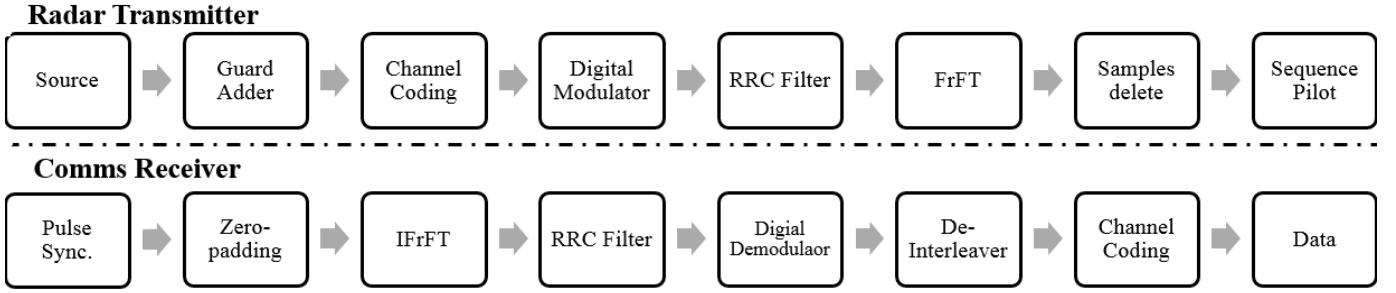 Radar Transmitter
Source
Guard
Adder
Channel
Coding
Digital
Modulator
RRC Filter
FrFT
Samples
delete
Sequence
Pilot
Comms Receiver
Pulse
Sync.
Zero-
padding
IFrFT
RRC Filter
Digial
Demodulaor
De-
Interleaver
Channel
Coding
Data